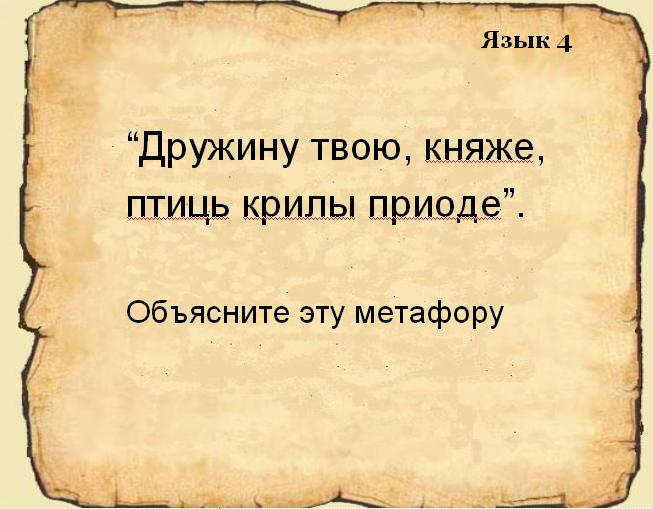 Язык 4
“Дружину твою, княже,
птиць крилы приоде”.
Объясните эту метафору